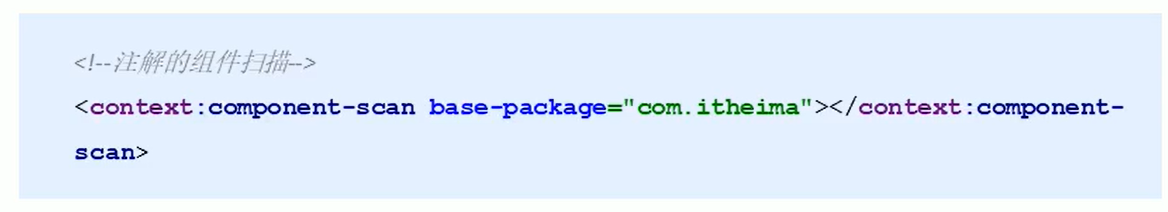 <!--注解的组件扫描-->
<context:component-scan base-package="com.itheima"></context:component-
scan>